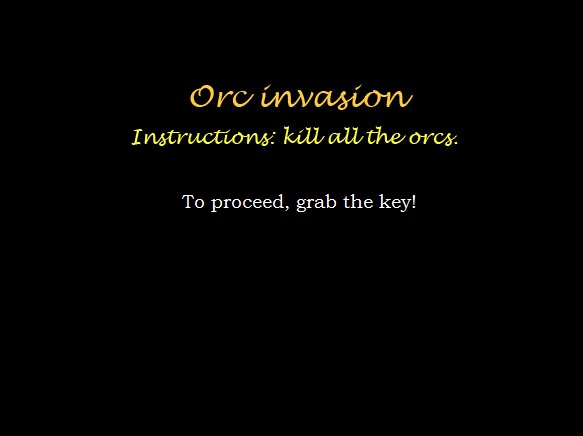 Orc invasion
Instructions: kill all the orcs.
To proceed, grab the key!